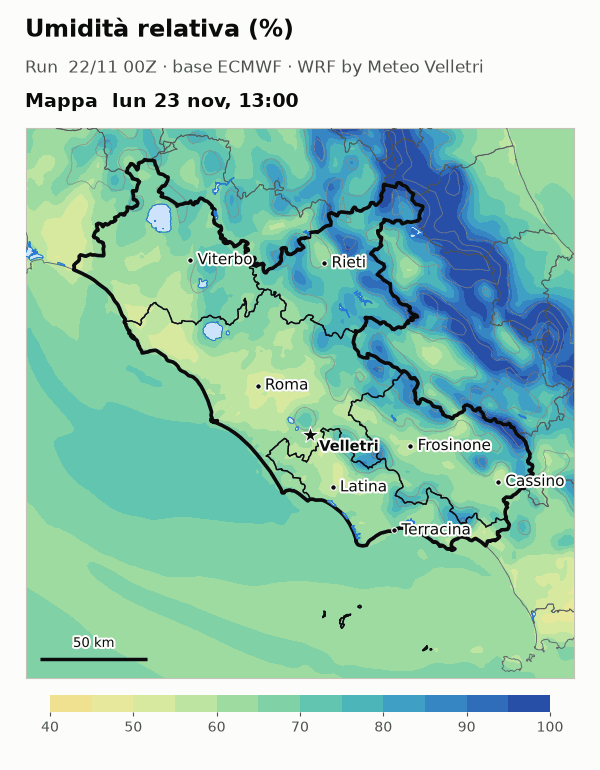 Umidità relativa (%)
Run  22/11 00Z · base ECMWF · WRF by Meteo Velletri
Mappa  lun 23 nov, 13:00
Viterbo
Rieti
Roma
Velletri
Frosinone
Cassino
Latina
Terracina
50 km
40 50 60 70 80 90 100